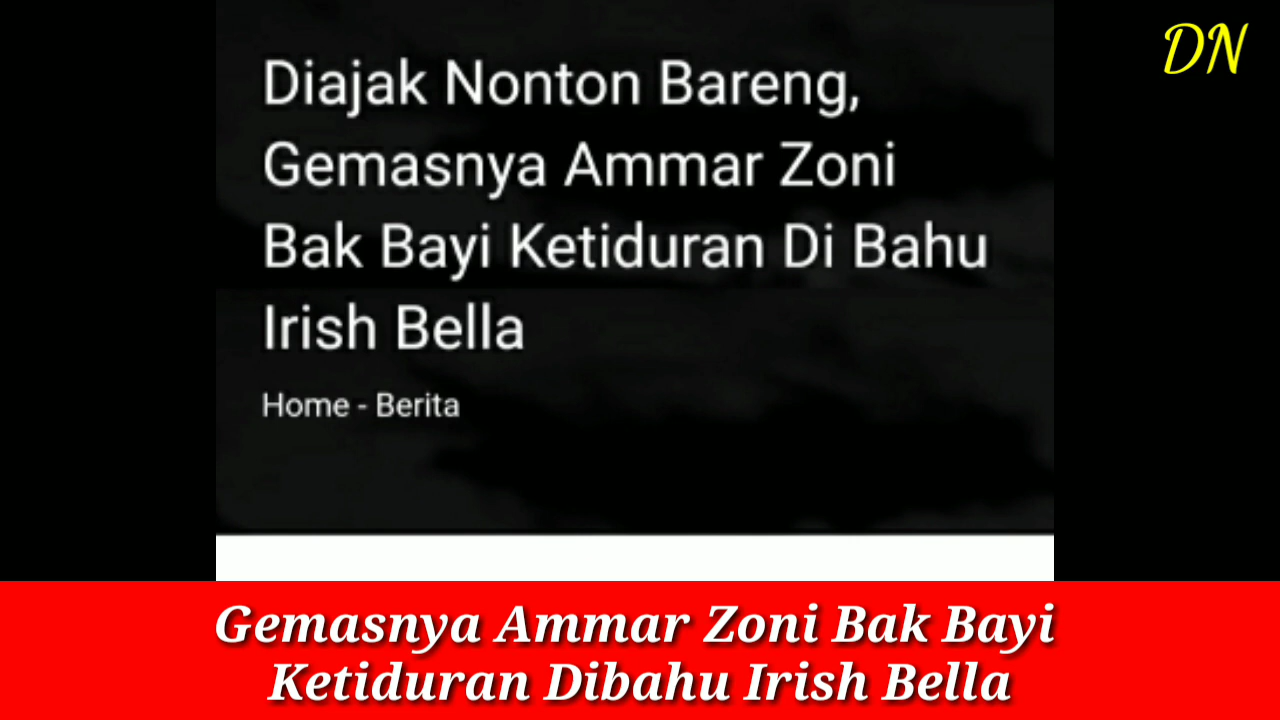 DN
Diajak Nonton Bareng,
Gemasnya Ammar Zoni
Bak Bayi Ketiduran Di Bahu
Irish Bella
Home - Berita
Gemasnya Ammar Zoni Bak Bayi
Ketiduran Dibahu Irish Bella